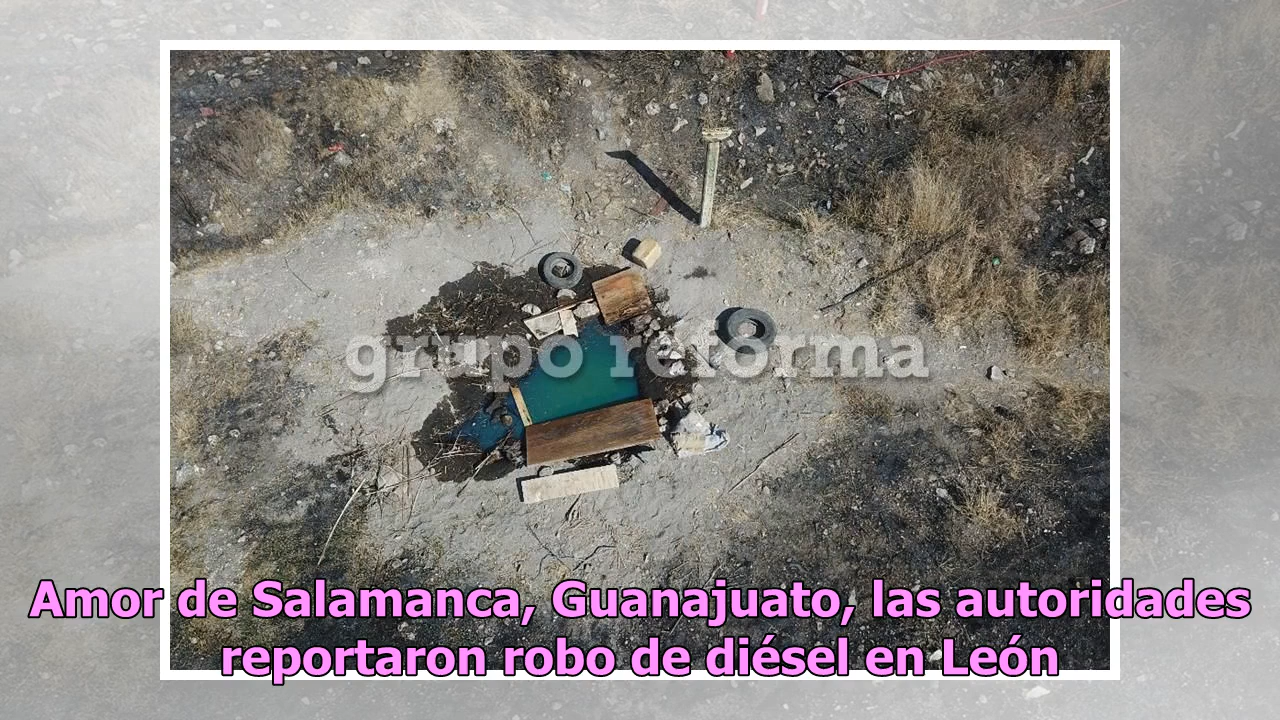 grupo reforma
Amor de Salamanca, Guanajuato, las autoridades
reportaron robo de diésel en León